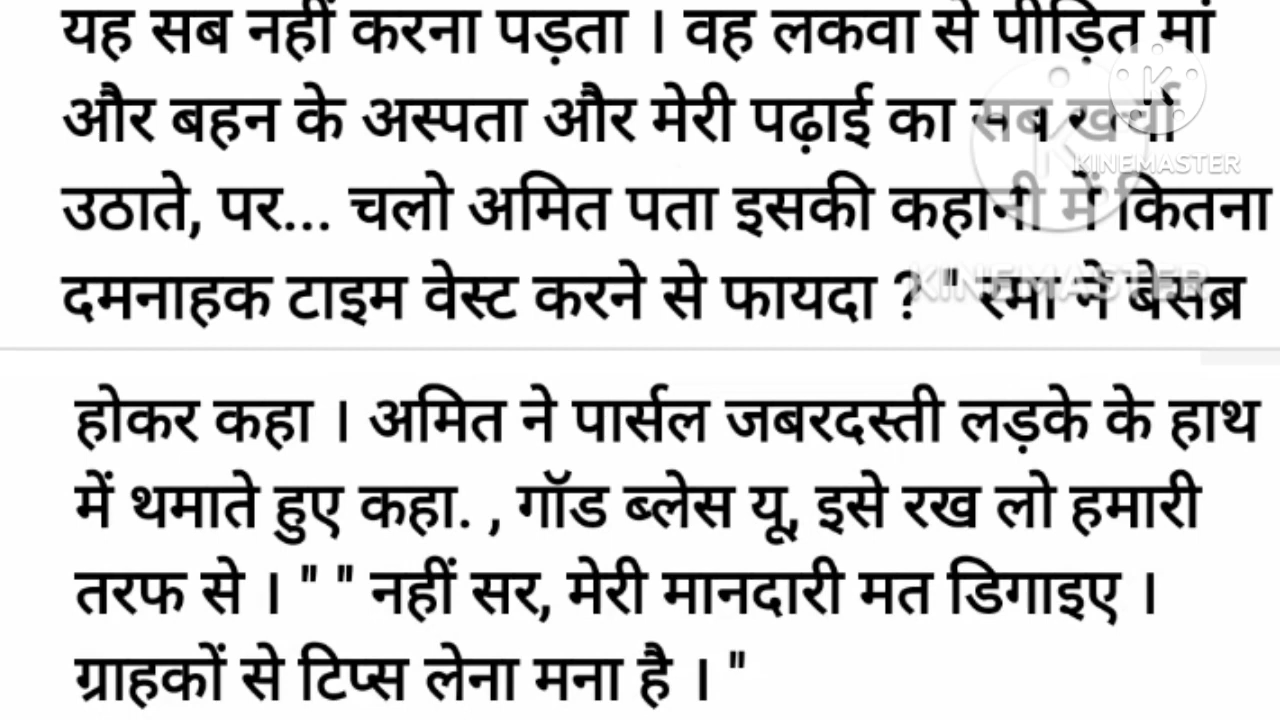 यह सब नहीं करना पड़ता । वह लकवा से पीड़ित मां
और बहन के अस्पता और मेरी पढ़ाई का सब खर्चा
उठाते, पर... चलो अमित पता इसकी कहानी में कितना
दमनाहक टाइम वेस्ट करने से फायदा ? " रमा ने बेसब्र
होकर कहा । अमित ने पार्सल जबरदस्ती लड़के के हाथ
में थमाते हुए कहा. , गॉड ब्लेस यू, इसे रख लो हमारी
तरफ से । " " नहीं सर, मेरी मानदारी मत डिगाइए ।
ग्राहकों से टिप्स लेना मना है । "
K
KINEMASTER
K
KINEMASTER